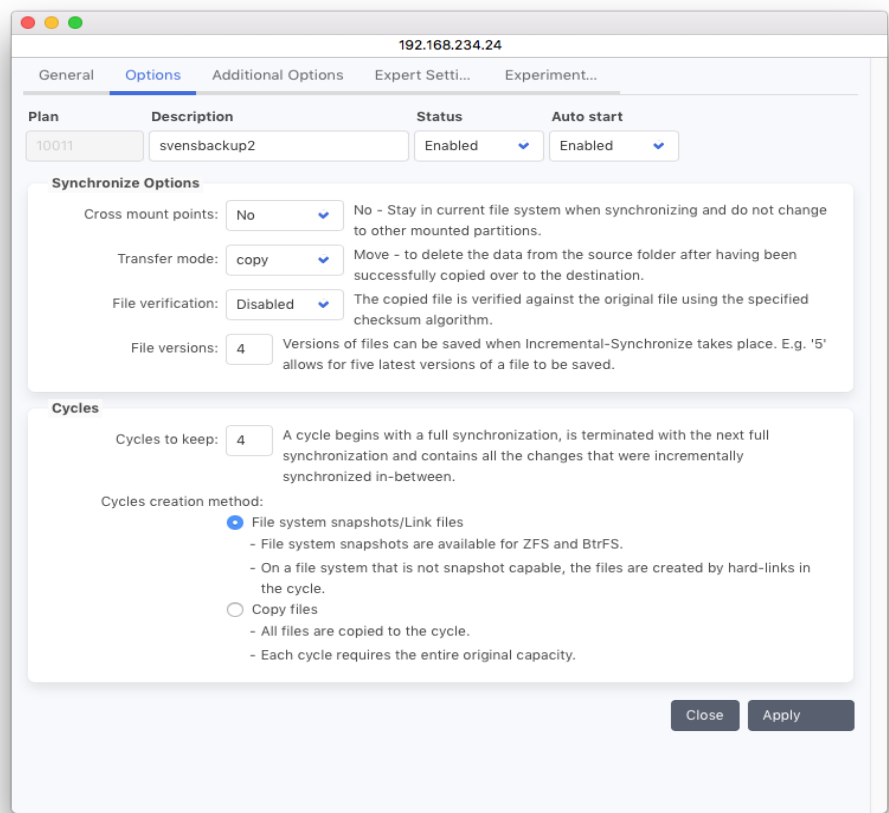 192.168.234.24
General Options Additional Options Expert Setti... Experiment...
Plan Description Status Auto start
10011 svensbackup2 Enabled Enabled
Synchronize Options
Cross mount points: No No - Stay in current file system when synchronizing and do not change
to other mounted partitions.
Transfer mode: copy Move - to delete the data from the source folder after having been
successfully copied over to the destination.
File verification: Disabled The copied file is verified against the original file using the specified
checksum algorithm.
File versions: 4 Versions of files can be saved when Incremental-Synchronize takes place. E.g. '5'
allows for five latest versions of a file to be saved.
Cycles
Cycles to keep: 4 A cycle begins with a full synchronization, is terminated with the next full
synchronization and contains all the changes that were incrementally
synchronized in-between.
Cycles creation method:
File system snapshots/Link files
- File system snapshots are available for ZFS and BtrFS.
- On a file system that is not snapshot capable, the files are created by hard-links in
the cycle.
Copy files
- All files are copied to the cycle.
- Each cycle requires the entire original capacity.
Close Apply